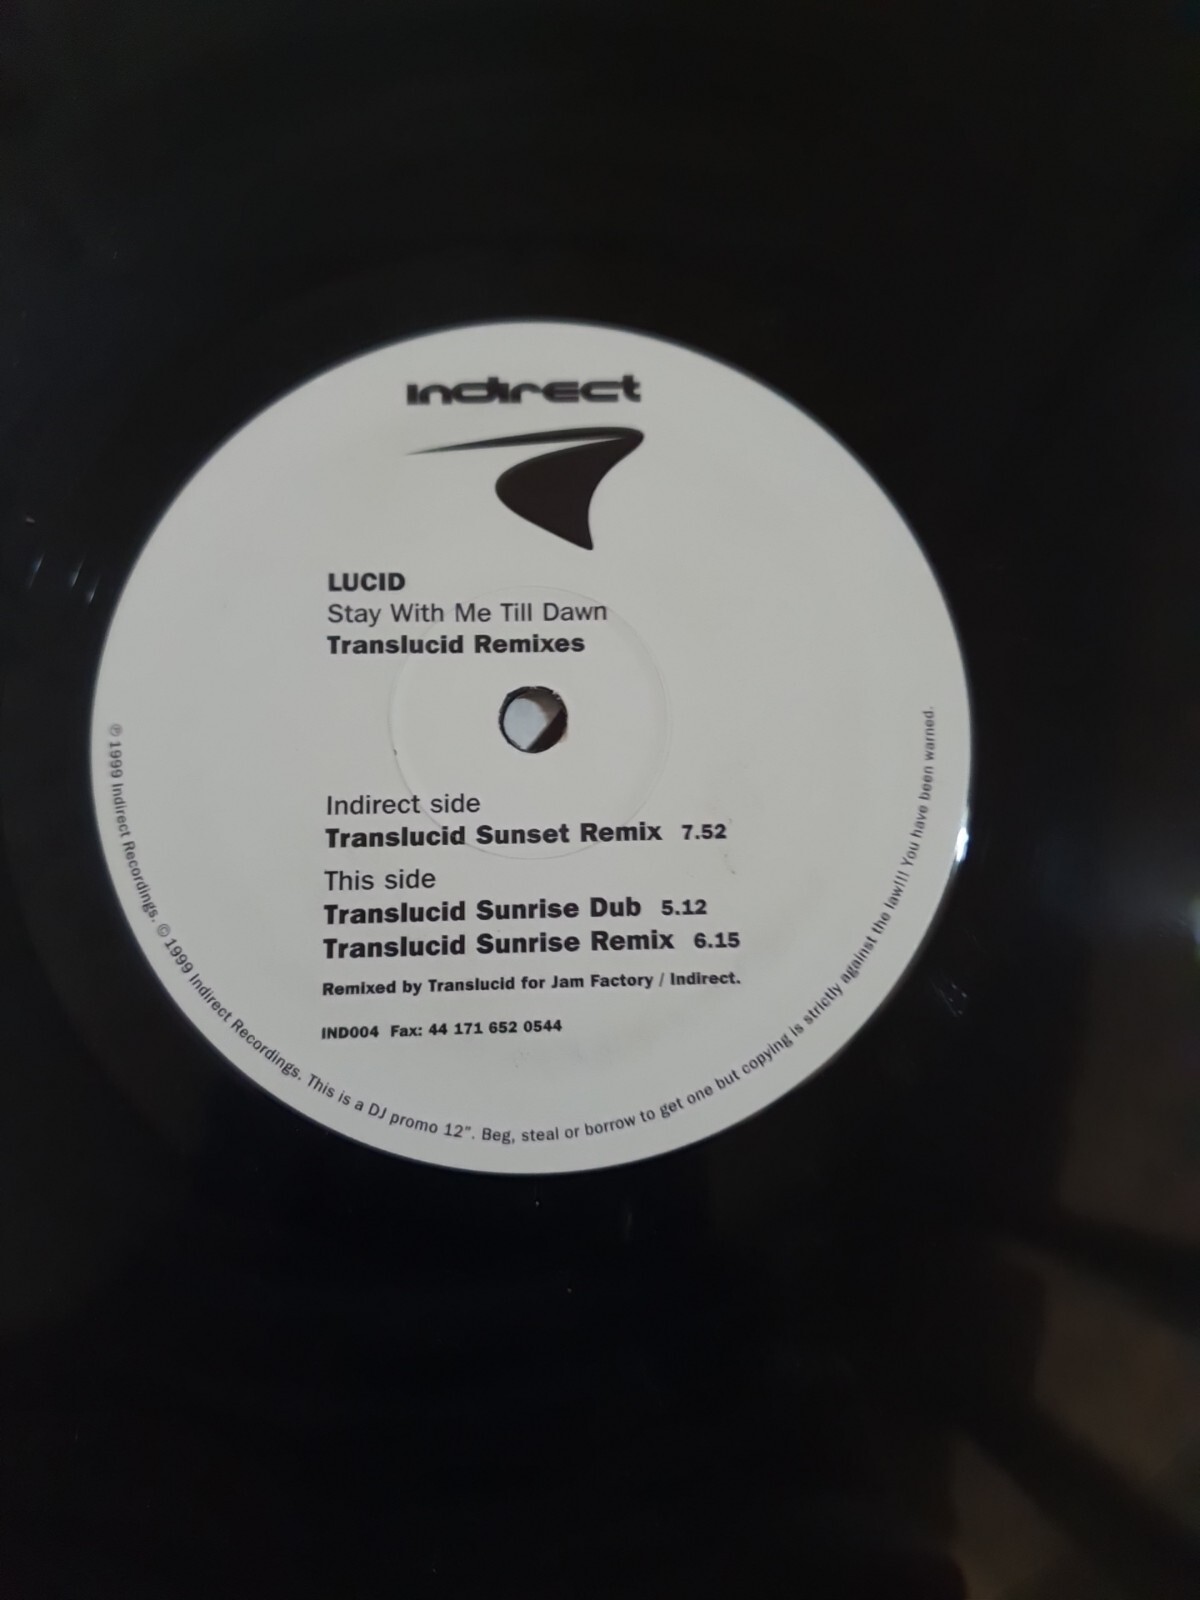 indirect
LUCID
Stay With Me Till Dawn
Translucid Remixes
Indirect side
Translucid Sunset Remix 7.52
This side
Translucid Sunrise Dub 5.12
Translucid Sunrise Remix 6.15
Remixed by Translucid for Jam Factory / Indirect.
IND004 Fax: 44 171 652 0544
℗ 1999 Indirect Recordings. © 1999 Indirect Recordings. This is a DJ promo 12". Beg, steal or borrow to get one but copying is strictly against the law!!! You have been warned.